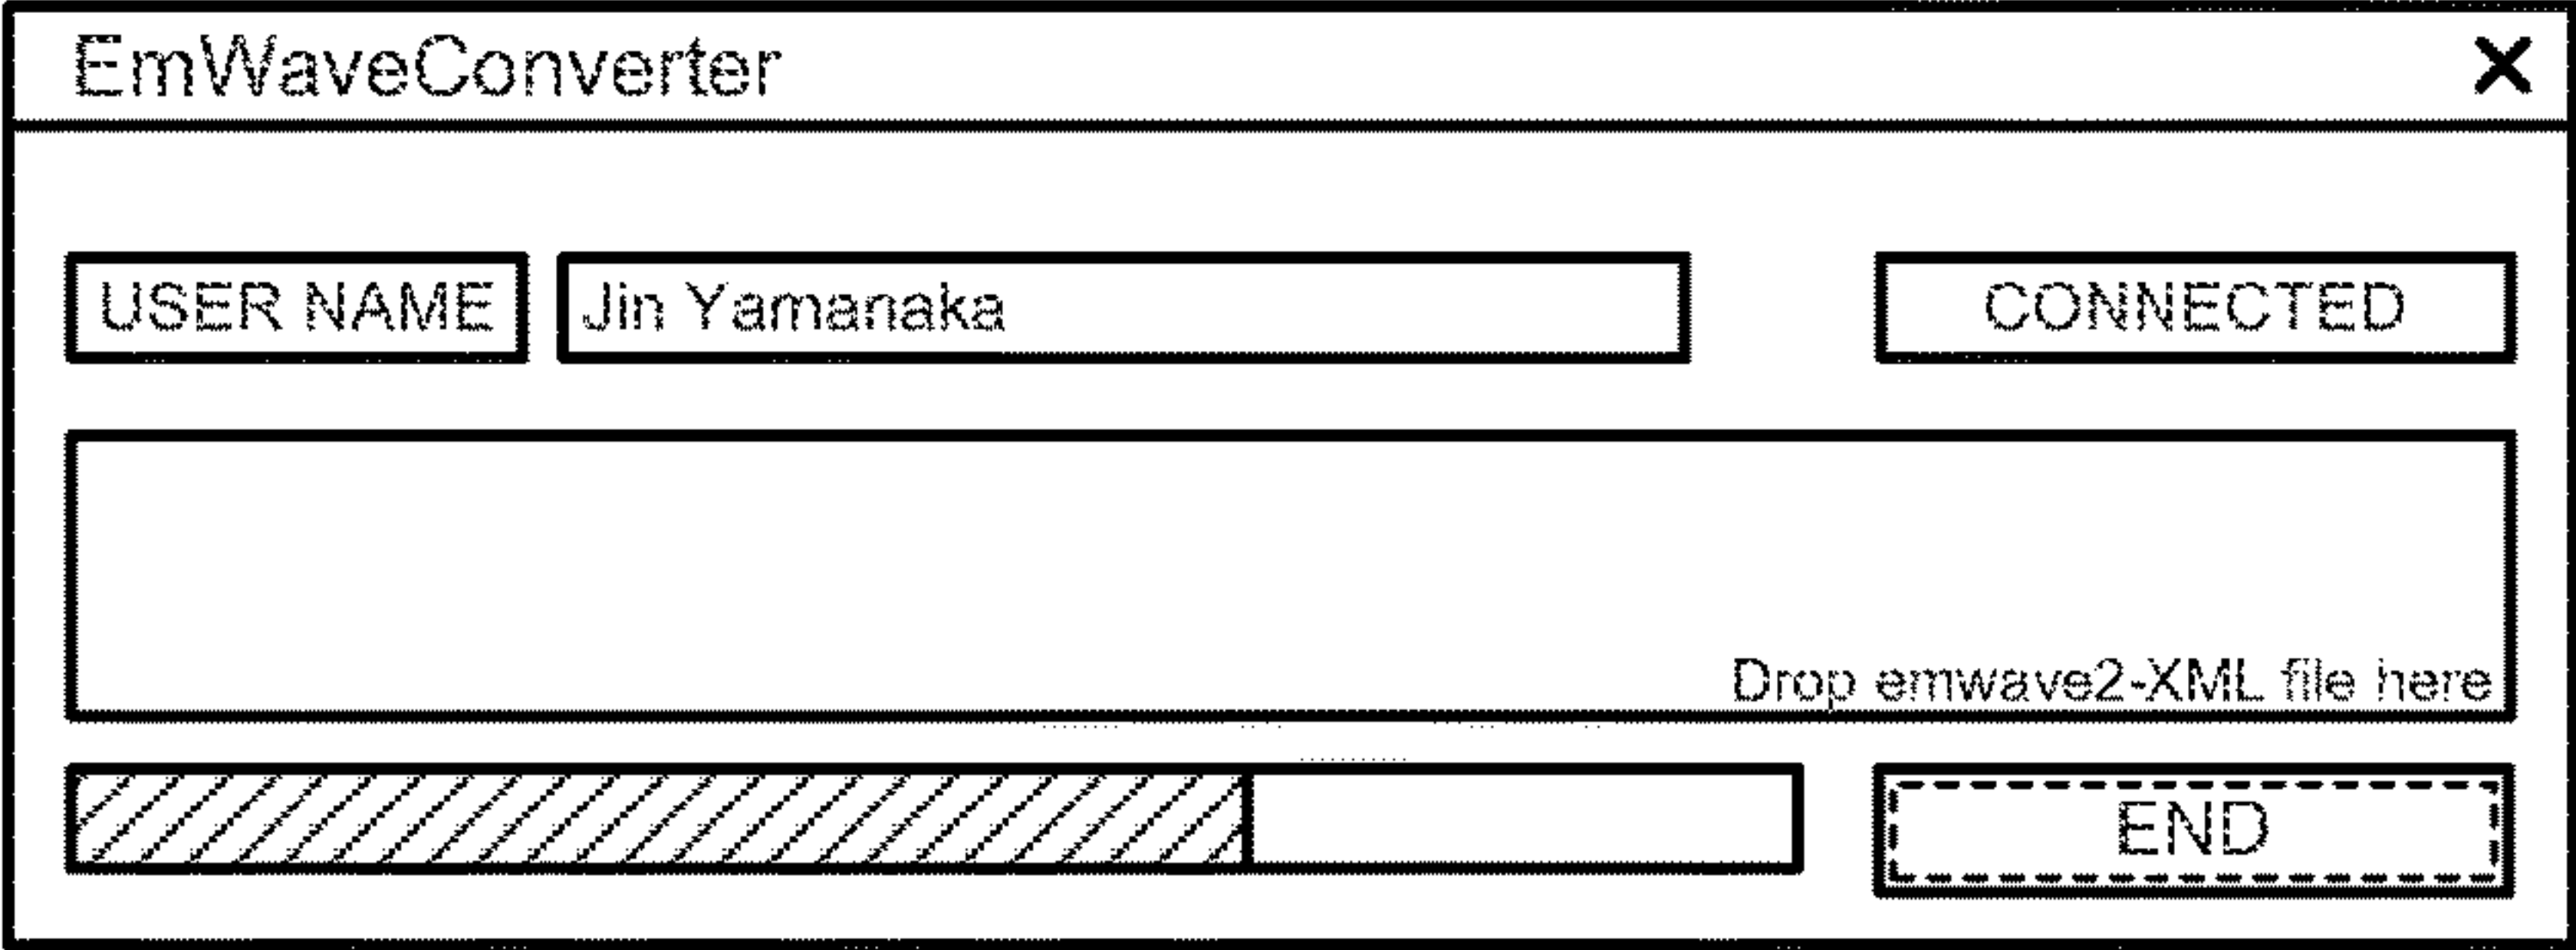 EmWaveConverter
USER NAME Jin Yamanaka CONNECTED
Drop emwave2-XML file here
END